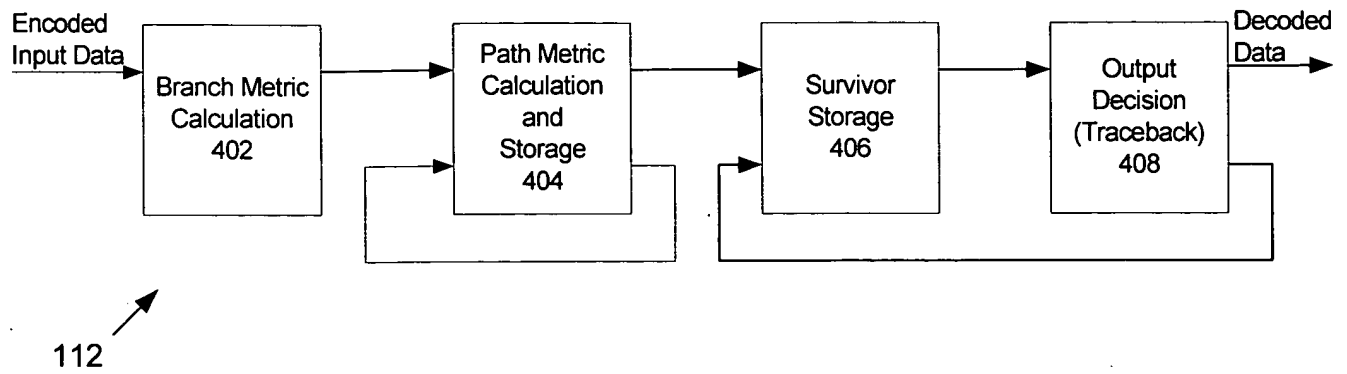 Encoded
Input Data
Branch Metric
Calculation
402
Path Metric
Calculation
and
Storage
404
Survivor
Storage
406
Output
Decision
(Traceback)
408
Decoded
Data
112